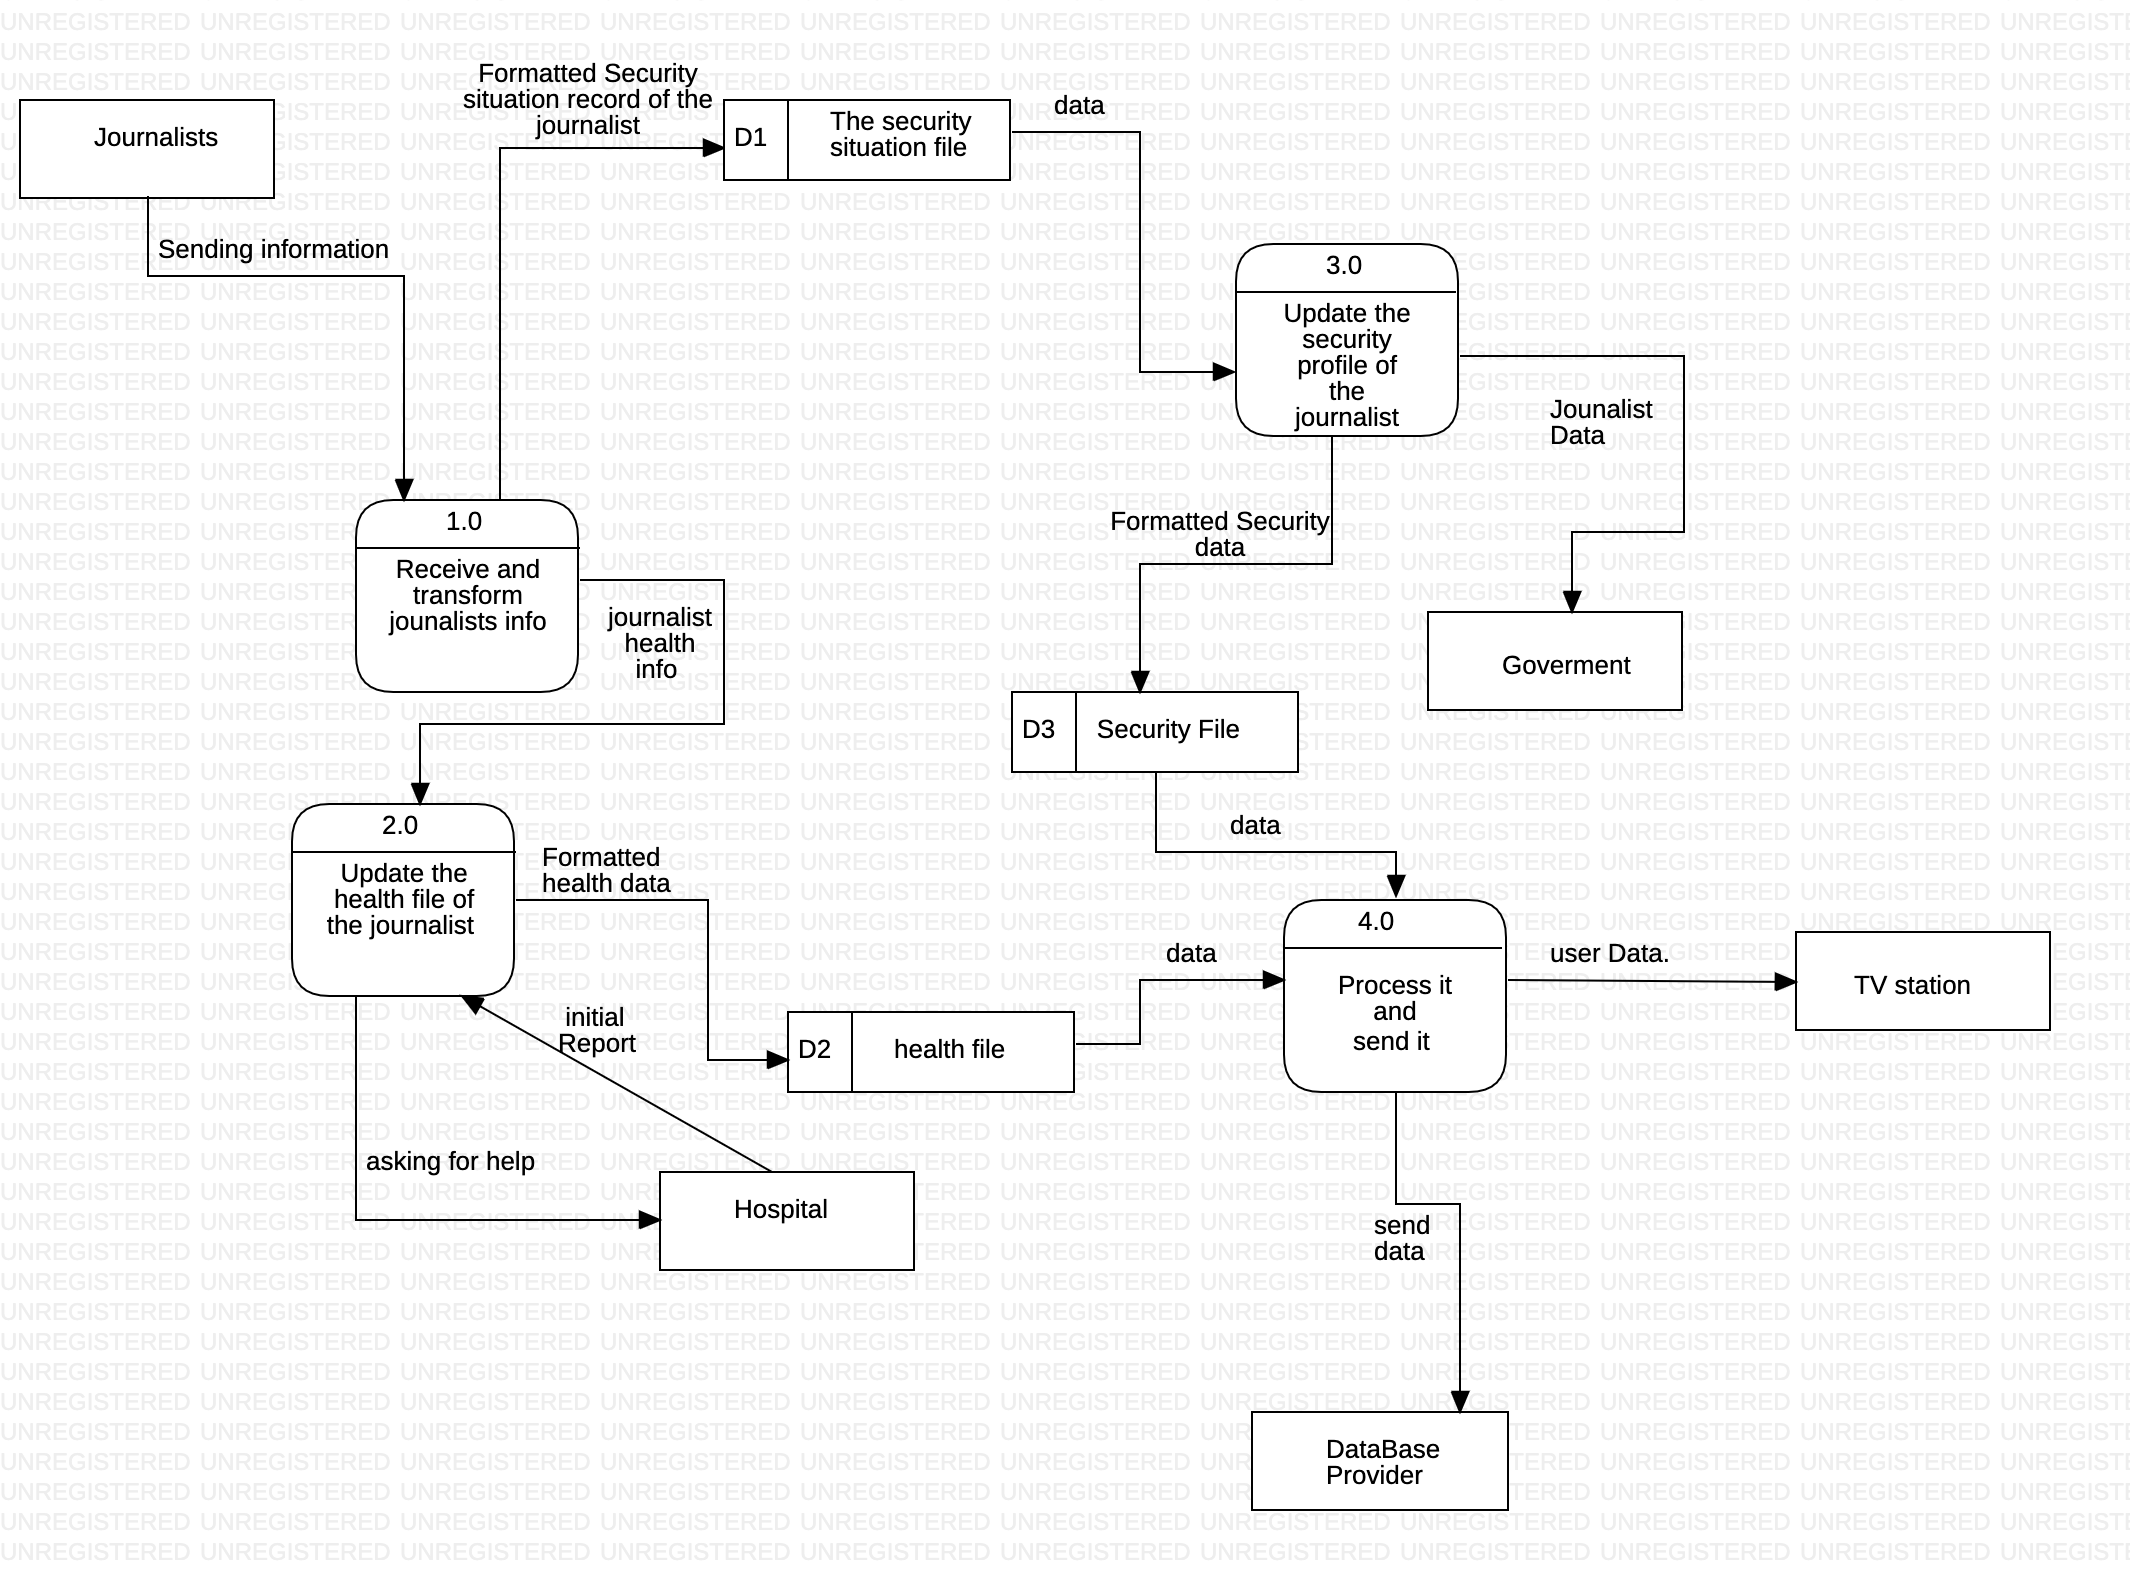 Journalists
Sending information
Formatted Security
situation record of the
journalist
D1
The security
situation file
data
3.0
Update the
security
profile of
the
journalist
Jounalist
Data
Formatted Security
data
Goverment
1.0
Receive and
transform
jounalists info
journalist
health
info
D3
Security File
data
2.0
Update the
health file of
the journalist
Formatted
health data
initial
Report
asking for help
Hospital
D2
health file
data
4.0
Process it
and
send it
user Data.
TV station
send
data
DataBase
Provider
UNREGISTERED